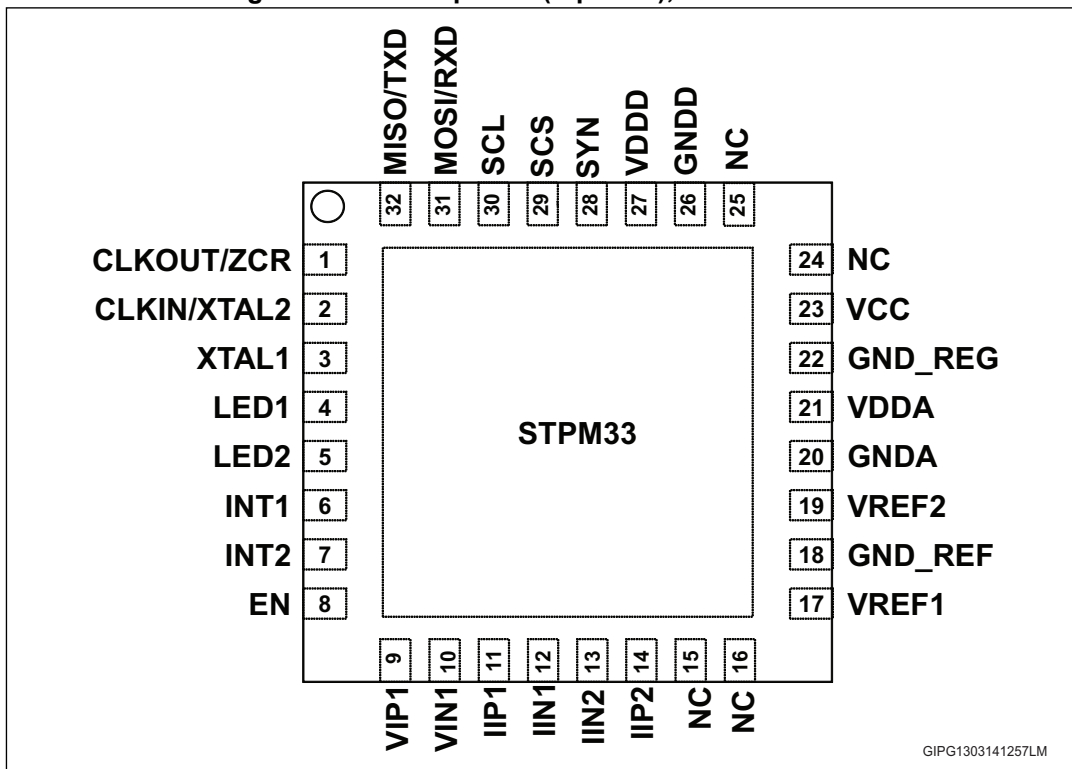 MISO/TXD
MOSI/RXD
SCL
SCS
SYN
VDDD
GNDD
NC
32
31
30
29
28
27
26
25
CLKOUT/ZCR 1
CLKIN/XTAL2 2
XTAL1 3
LED1 4
LED2 5
INT1 6
INT2 7
EN 8
STPM33
24 NC
23 VCC
22 GND_REG
21 VDDA
20 GNDA
19 VREF2
18 GND_REF
17 VREF1
9
10
11
12
13
14
15
16
VIP1
VIN1
IIP1
IIN1
IIN2
IIP2
NC
NC
GIPG1303141257LM